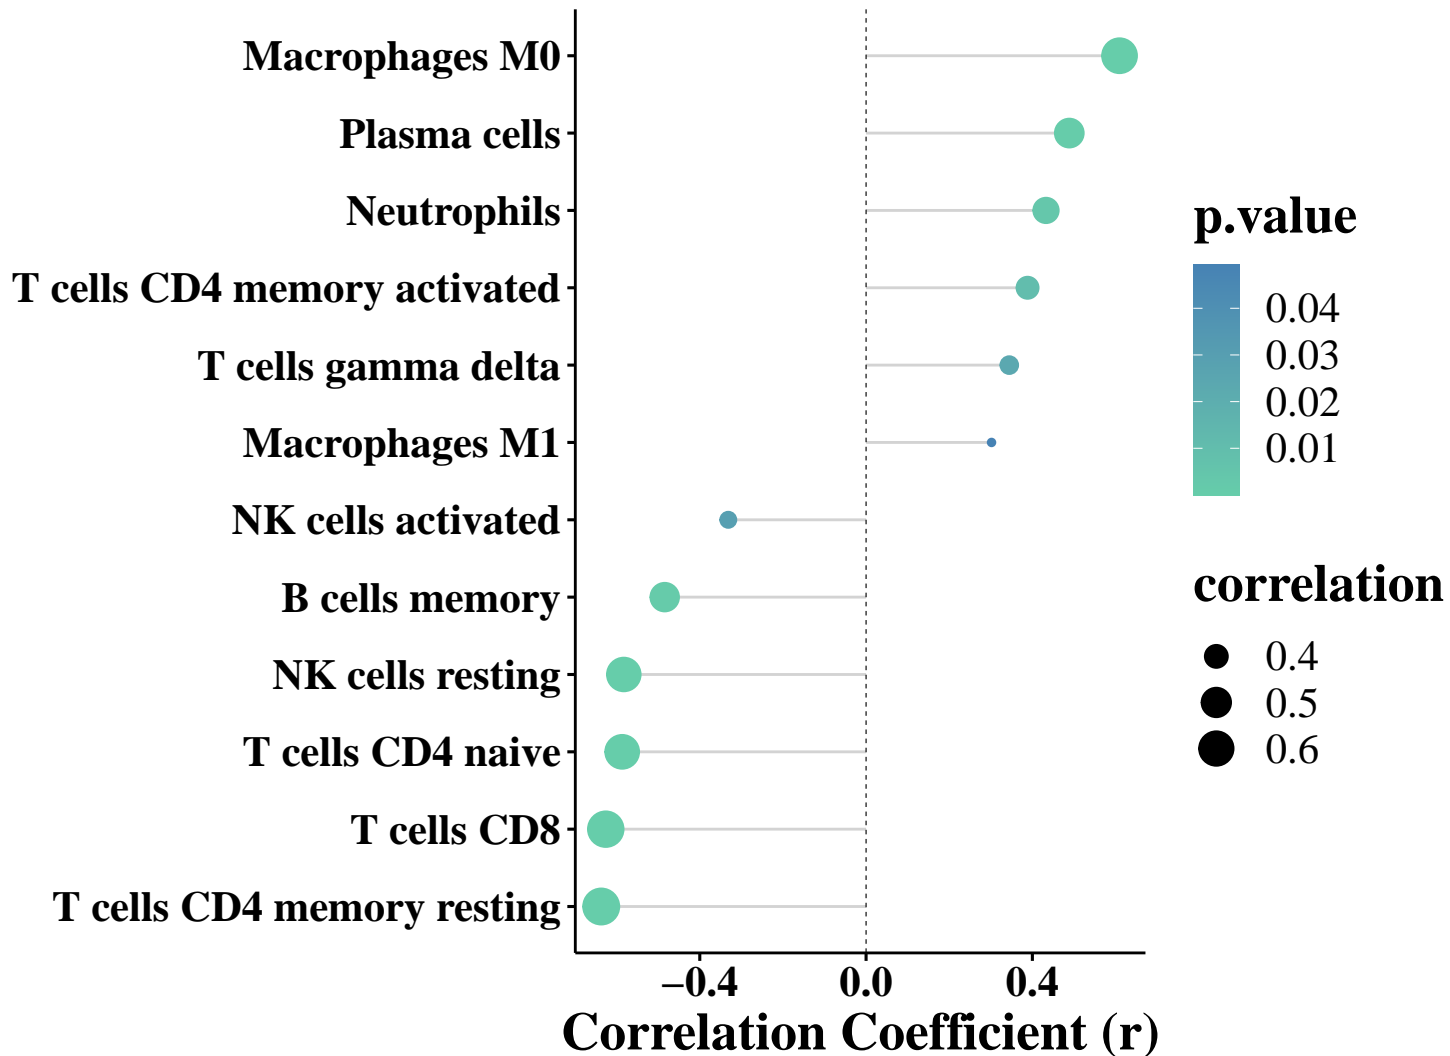 Macrophages M0
Plasma cells
Neutrophils
T cells CD4 memory activated
T cells gamma delta
Macrophages M1
NK cells activated
B cells memory
NK cells resting
T cells CD4 naive
T cells CD8
T cells CD4 memory resting
−0.4 0.0 0.4
Correlation Coefficient (r)
p.value
0.04
0.03
0.02
0.01
correlation
0.4
0.5
0.6